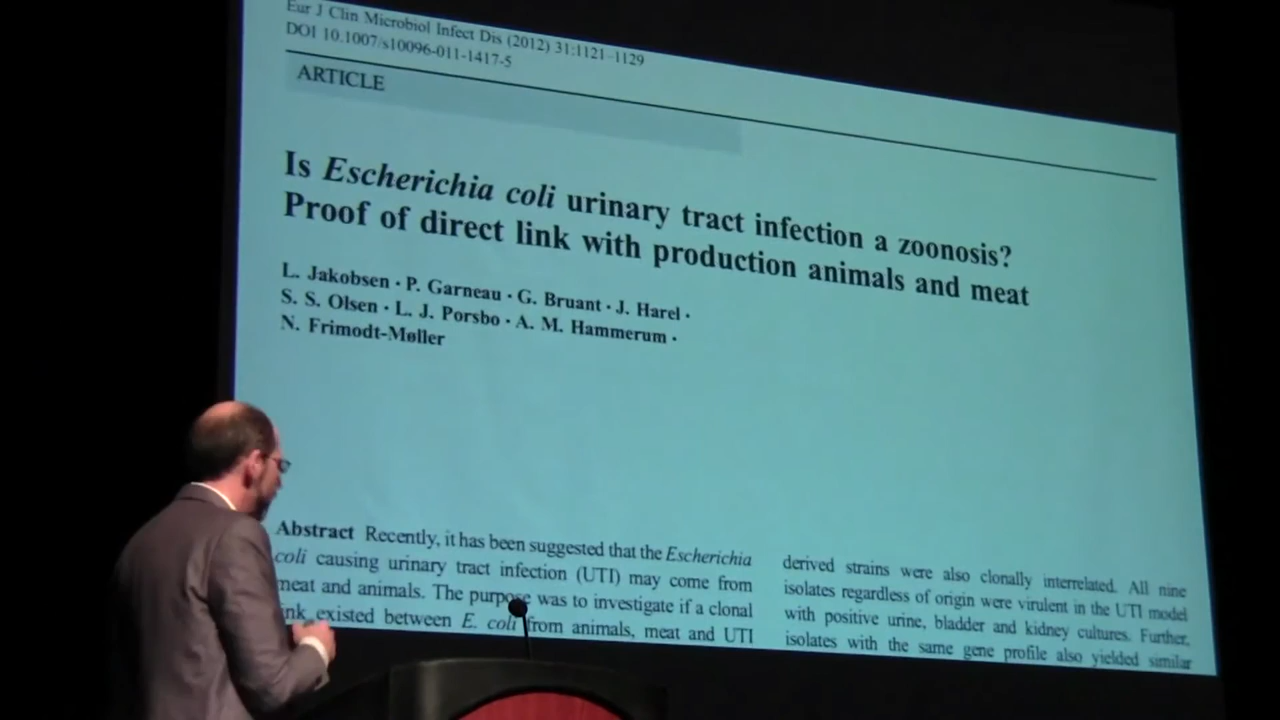 Eur J Clin Microbiol Infect Dis (2012) 31:1121–1129
DOI 10.1007/s10096-011-1417-5
ARTICLE
Is Escherichia coli urinary tract infection a zoonosis?
Proof of direct link with production animals and meat
L. Jakobsen · P. Garneau · G. Bruant · J. Harel ·
S. S. Olsen · L. J. Porsbo · A. M. Hammerum ·
N. Frimodt-Møller
Abstract Recently, it has been suggested that the Escherichia
coli causing urinary tract infection (UTI) may come from
meat and animals. The purpose was to investigate if a clonal
ink existed between E. coli from animals, meat and UTI
derived strains were also clonally interrelated. All nine
isolates regardless of origin were virulent in the UTI model
with positive urine, bladder and kidney cultures. Further,
isolates with the same gene profile also yielded similar